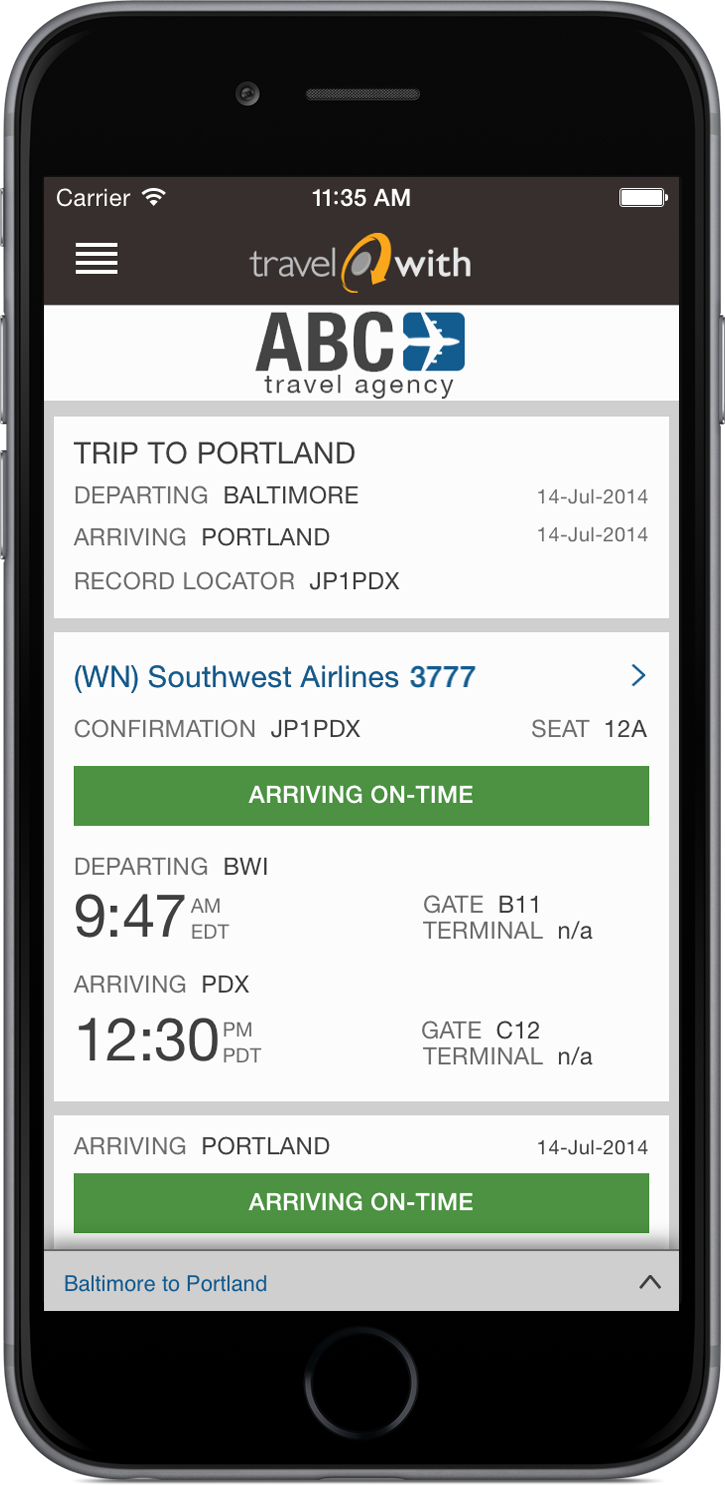 Carrier 11:35 AM
travel with
ABC
travel agency
TRIP TO PORTLAND
DEPARTING BALTIMORE 14-Jul-2014
ARRIVING PORTLAND 14-Jul-2014
RECORD LOCATOR JP1PDX
(WN) Southwest Airlines 3777
CONFIRMATION JP1PDX SEAT 12A
ARRIVING ON-TIME
DEPARTING BWI
9:47 AM EDT
GATE B11
TERMINAL n/a
ARRIVING PDX
12:30 PM PDT
GATE C12
TERMINAL n/a
ARRIVING PORTLAND 14-Jul-2014
ARRIVING ON-TIME
Baltimore to Portland